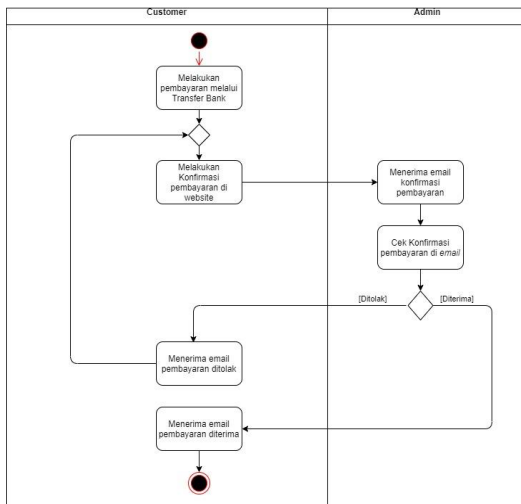 Customer
Admin
Melakukan
pembayaran melalui
Transfer Bank
Melakukan
Konfirmasi
pembayaran di
website
Menerima email
konfirmasi
pembayaran
Cek Konfirmasi
pembayaran di email
[Ditolak]
[Diterima]
Menerima email
pembayaran ditolak
Menerima email
pembayaran diterima